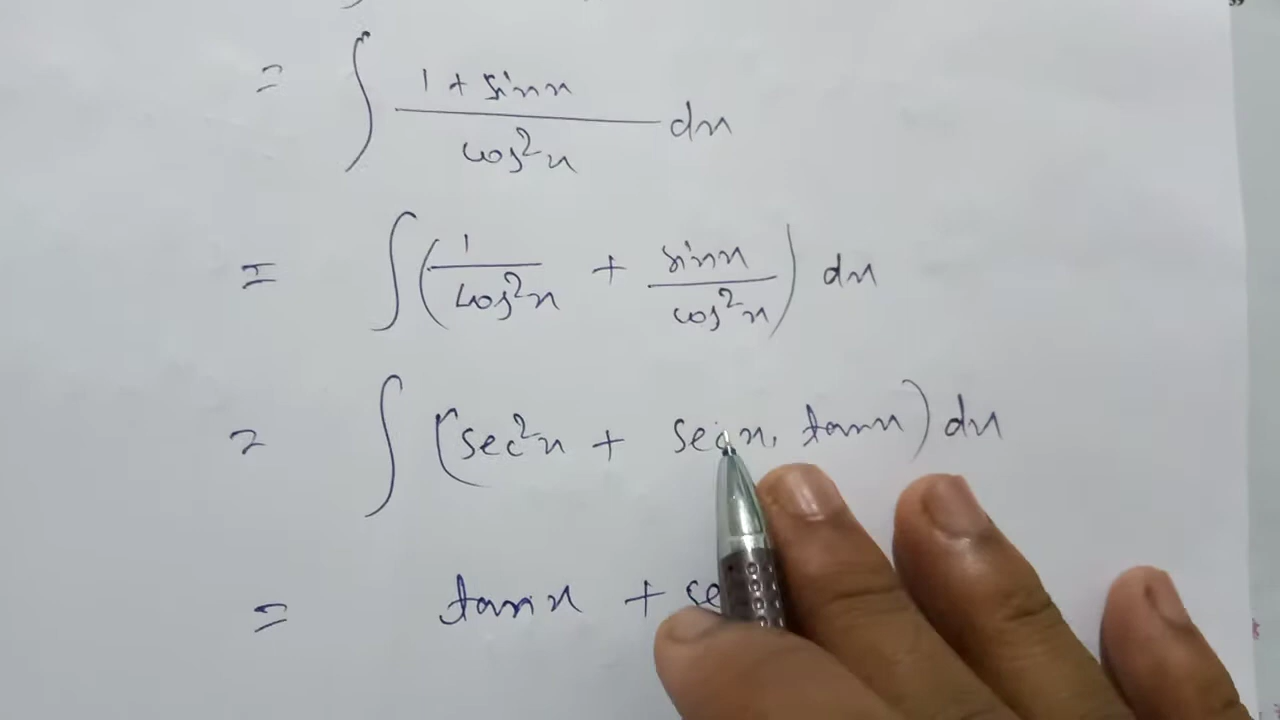 = ∫ (1 + sin x)/(cos²x) dx
= ∫ (1/cos²x + sin x/cos²x) dx
= ∫ (sec²x + sec x. tan x) dx
= tan x + se